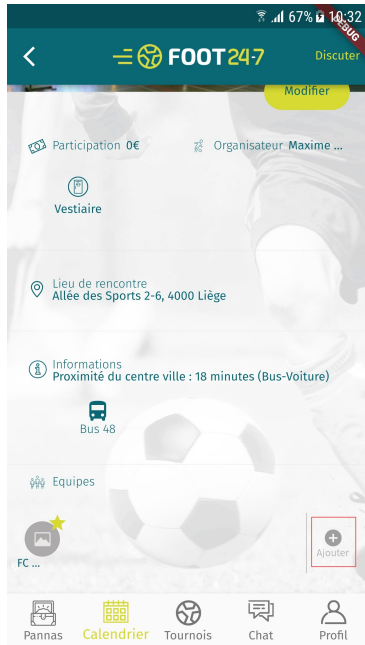 67% 10:32
DEBUG
FOOT24·7
Discuter
Modifier
Participation 0€
Organisateur Maxime ...
Vestiaire
Lieu de rencontre
Allée des Sports 2-6, 4000 Liège
Informations
Proximité du centre ville : 18 minutes (Bus-Voiture)
Bus 48
Equipes
FC ...
Ajouter
Pannas
Calendrier
Tournois
Chat
Profil